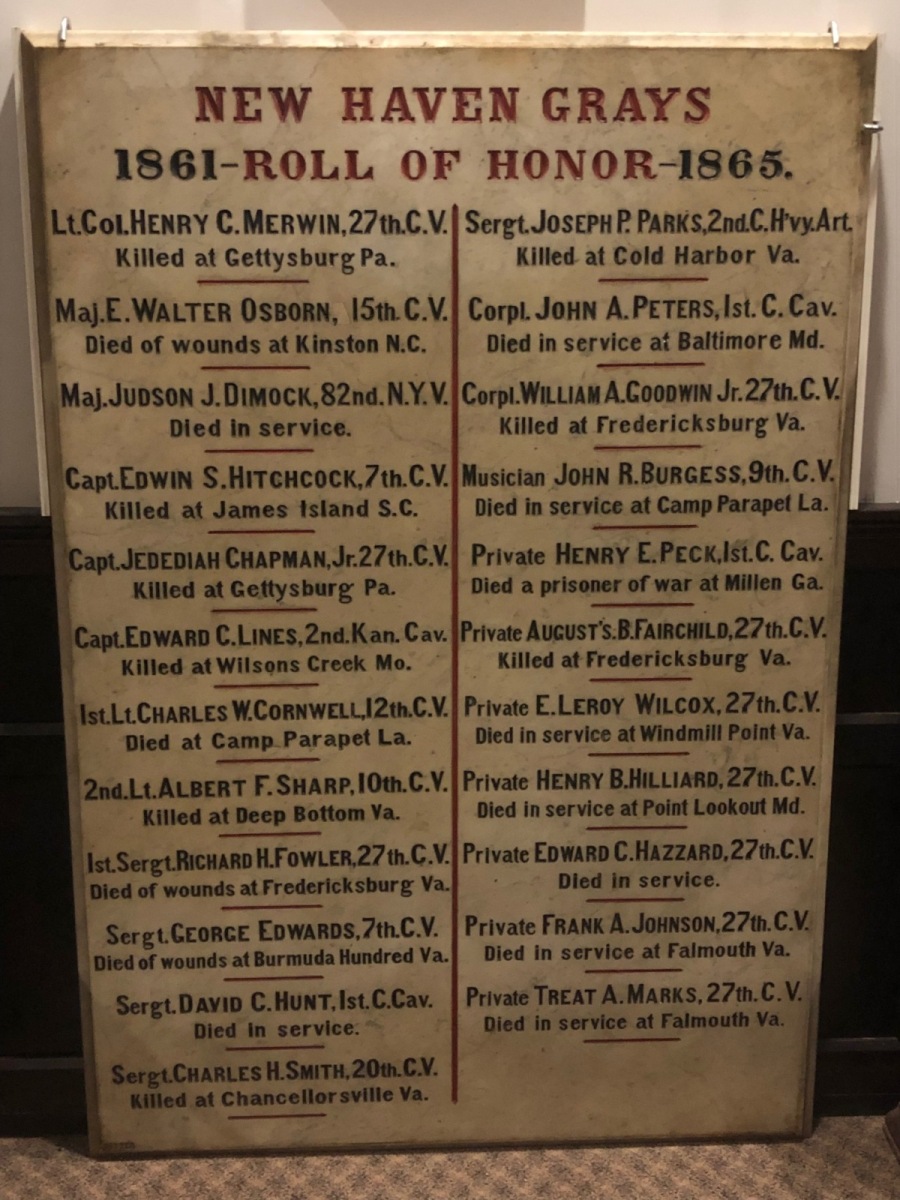 NEW HAVEN GRAYS
1861-ROLL OF HONOR-1865.
Lt.Col.HENRY C.MERWIN,27th.C.V.
Killed at Gettysburg Pa.
Maj.E.WALTER OSBORN, 15th.C.V.
Died of wounds at Kinston N.C.
Maj.JUDSON J.DIMOCK,82nd.N.Y.V.
Died in service.
Capt.EDWIN S.HITCHCOCK,7th.C.V.
Killed at James Island S.C.
Capt.JEDEDIAH CHAPMAN,Jr.27th.C.V.
Killed at Gettysburg Pa.
Capt.EDWARD C.LINES,2nd.Kan.Cav.
Killed at Wilsons Creek Mo.
1st.Lt.CHARLES W.CORNWELL,12th.C.V.
Died at Camp Parapet La.
2nd.Lt.ALBERT F.SHARP,10th.C.V.
Killed at Deep Bottom Va.
1st.Sergt.RICHARD H.FOWLER,27th.C.V.
Died of wounds at Fredericksburg Va.
Sergt.GEORGE EDWARDS,7th.C.V.
Died of wounds at Burmuda Hundred Va.
Sergt.DAVID C.HUNT,1st.C.Cav.
Died in service.
Sergt.CHARLES H.SMITH,20th.C.V.
Killed at Chancellorsville Va.
Sergt.JOSEPH P. PARKS,2nd.C.H'vy.Art.
Killed at Cold Harbor Va.
Corpl. JOHN A.PETERS,1st.C.Cav.
Died in service at Baltimore Md.
Corpl.WILLIAM A.GOODWIN Jr.27th.C.V.
Killed at Fredericksburg Va.
Musician JOHN R.BURGESS,9th.C.V.
Died in service at Camp Parapet La.
Private HENRY E.PECK,1st.C. Cav.
Died a prisoner of war at Millen Ga.
Private AUGUST'S.B.FAIRCHILD,27th.C.V.
Killed at Fredericksburg Va.
Private E.LEROY WILCOX,27th.C.V.
Died in service at Windmill Point Va.
Private HENRY B.HILLIARD,27th.C.V.
Died in service at Point Lookout Md.
Private EDWARD C.HAZZARD,27th.C.V.
Died in service.
Private FRANK A.JOHNSON,27th.C.V.
Died in service at Falmouth Va.
Private TREAT A.MARKS,27th.C.V.
Died in service at Falmouth Va.